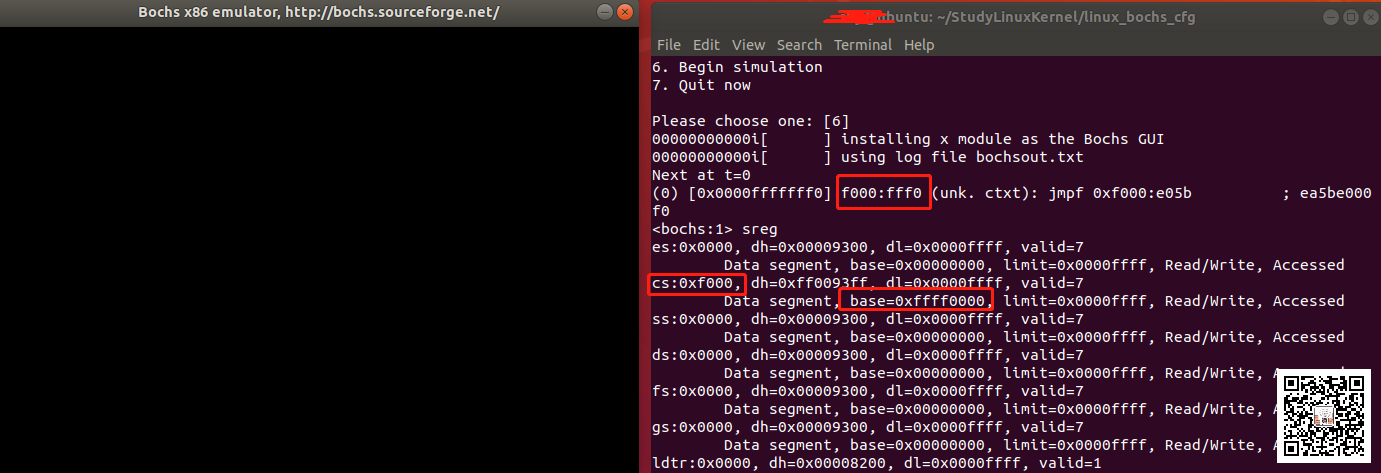 Bochs x86 emulator, http://bochs.sourceforge.net/
ubuntu: ~/StudyLinuxKernel/linux_bochs_cfg
File Edit View Search Terminal Help
6. Begin simulation
7. Quit now
Please choose one: [6]
00000000000i[      ] installing x module as the Bochs GUI
00000000000i[      ] using log file bochsout.txt
Next at t=0
(0) [0x0000fffffff0] f000:fff0 (unk. ctxt): jmpf 0xf000:e05b          ; ea5be000
f0
<bochs:1> sreg
es:0x0000, dh=0x00009300, dl=0x0000ffff, valid=7
Data segment, base=0x00000000, limit=0x0000ffff, Read/Write, Accessed
cs:0xf000, dh=0xff0093ff, dl=0x0000ffff, valid=7
Data segment, base=0xffff0000, limit=0x0000ffff, Read/Write, Accessed
ss:0x0000, dh=0x00009300, dl=0x0000ffff, valid=7
Data segment, base=0x00000000, limit=0x0000ffff, Read/Write, Accessed
ds:0x0000, dh=0x00009300, dl=0x0000ffff, valid=7
Data segment, base=0x00000000, limit=0x0000ffff, Read/Write,
fs:0x0000, dh=0x00009300, dl=0x0000ffff, valid=7
Data segment, base=0x00000000, limit=0x0000ffff, Read/Write,
gs:0x0000, dh=0x00009300, dl=0x0000ffff, valid=7
Data segment, base=0x00000000, limit=0x0000ffff, Read/Write,
ldtr:0x0000, dh=0x00008200, dl=0x0000ffff, valid=1